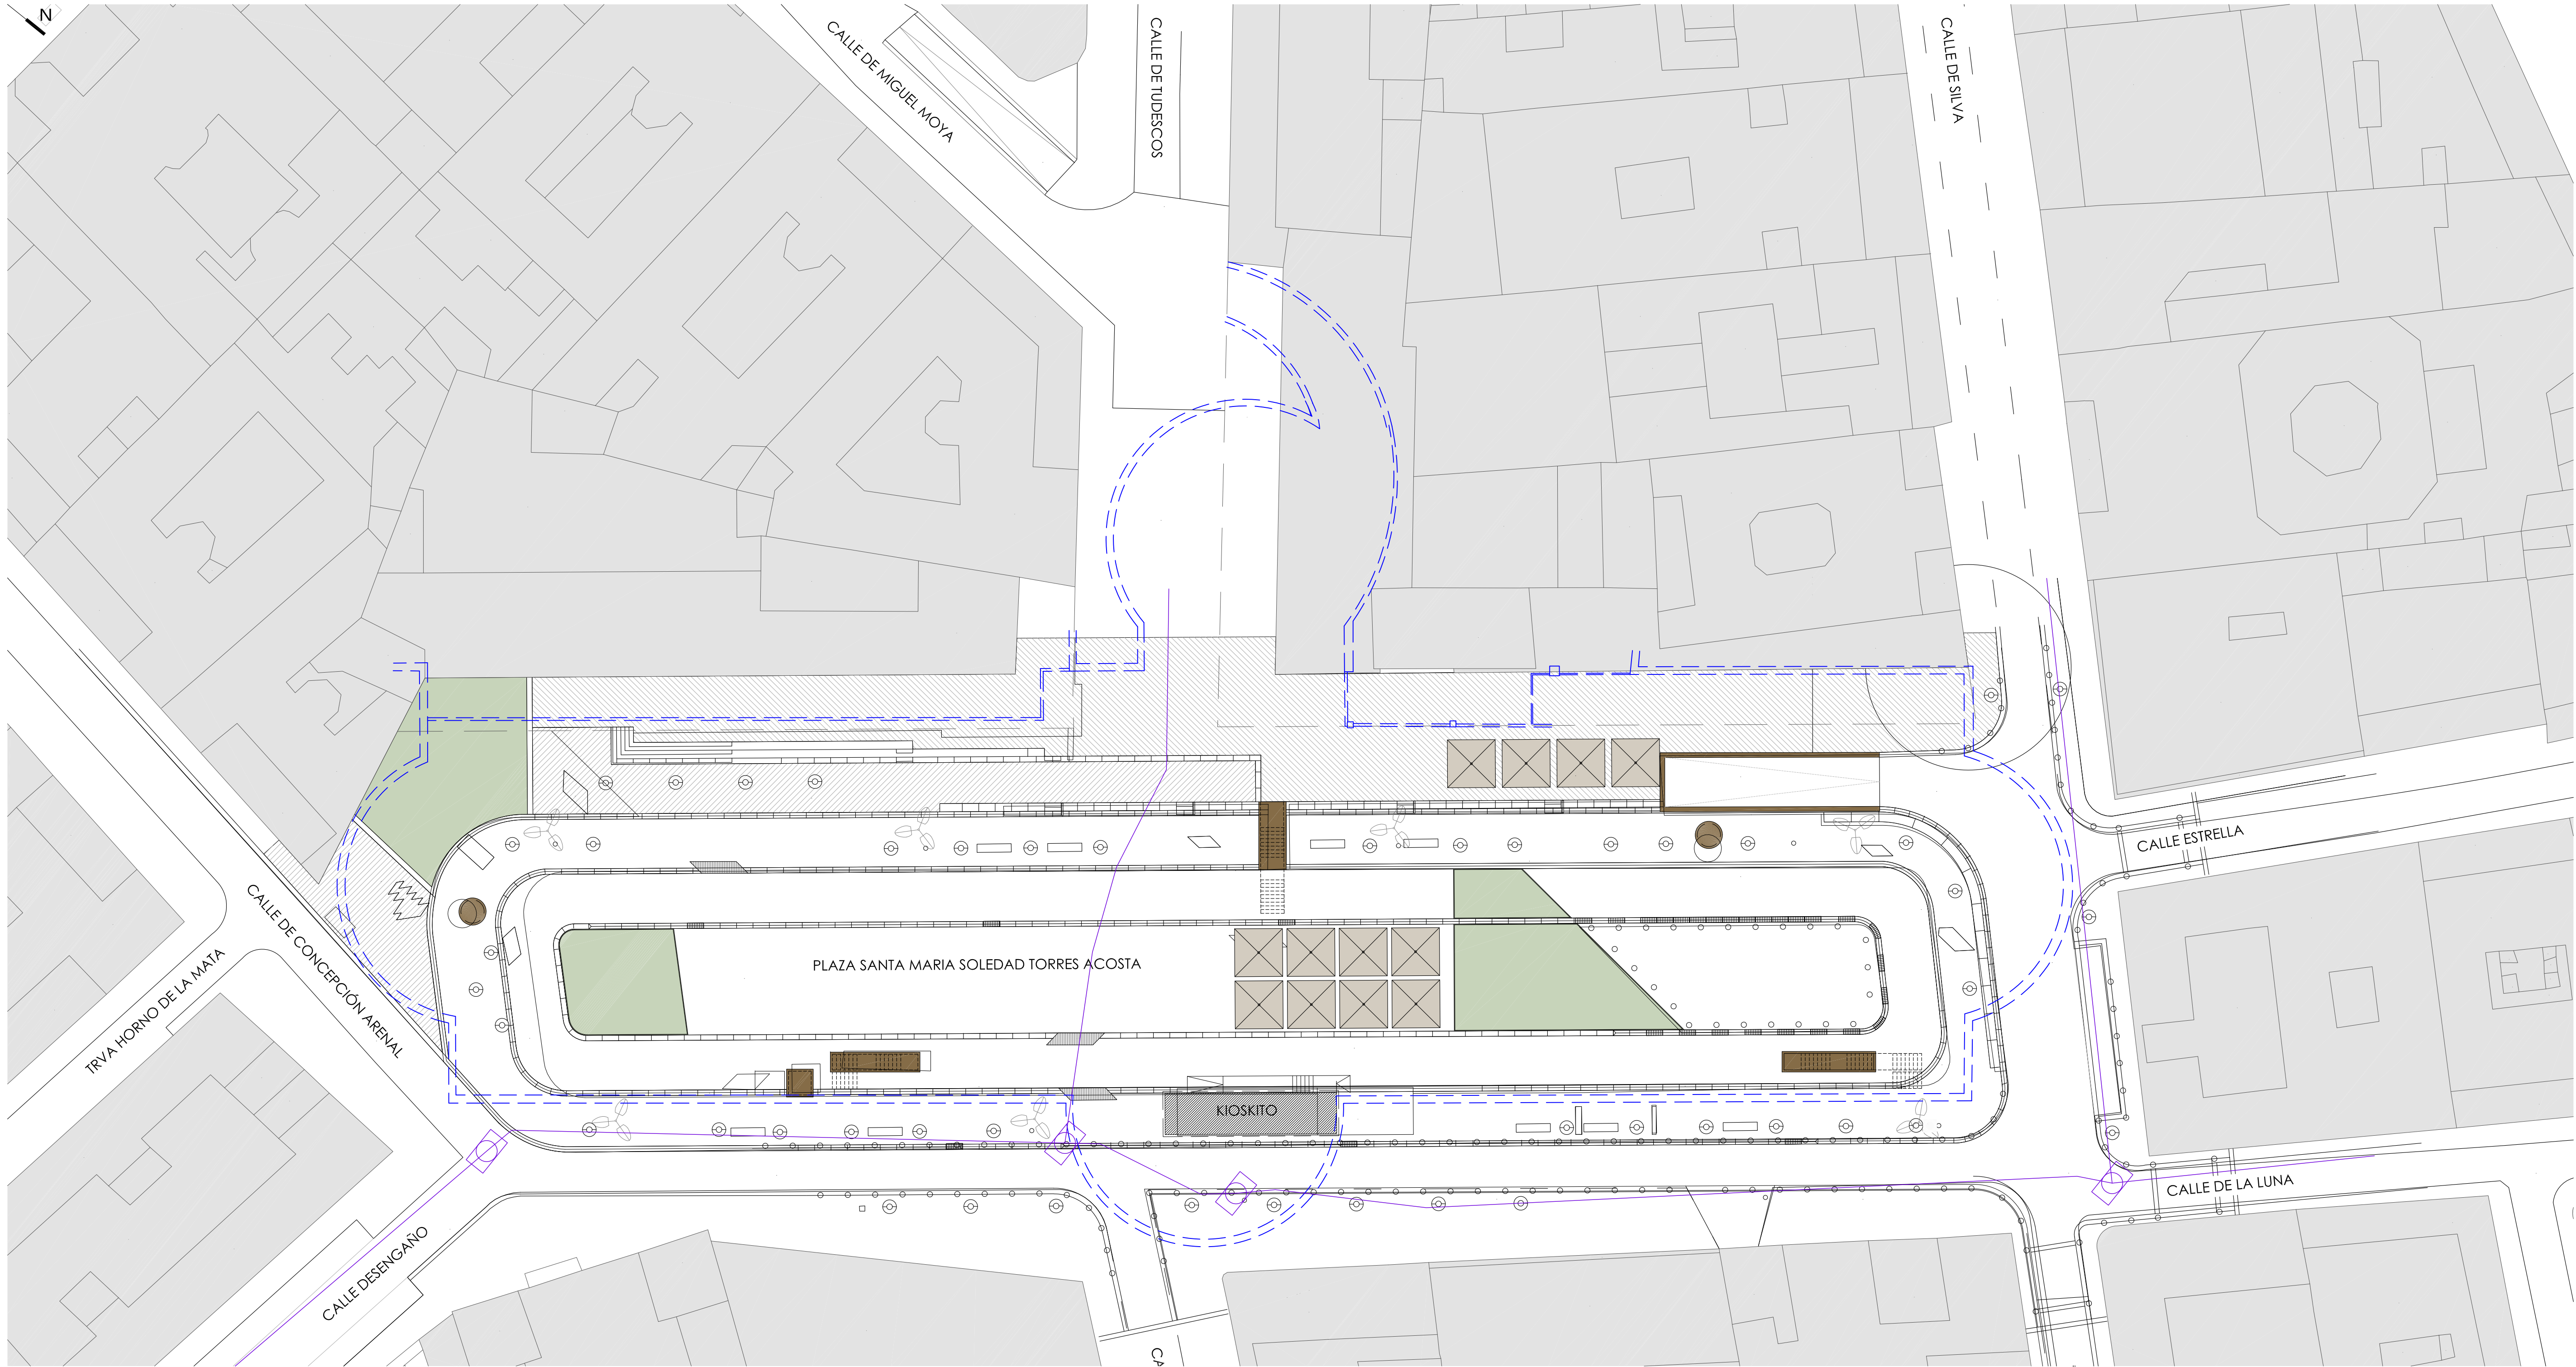 N
CALLE DE MIGUEL MOYA
CALLE DE TUDESCOS
CALLE DE SILVA
CALLE ESTRELLA
CALLE DE CONCEPCIÓN ARENAL
TRVA HORNO DE LA MATA
PLAZA SANTA MARIA SOLEDAD TORRES ACOSTA
KIOSKITO
CALLE DE LA LUNA
CALLE DESENGAÑO
CA